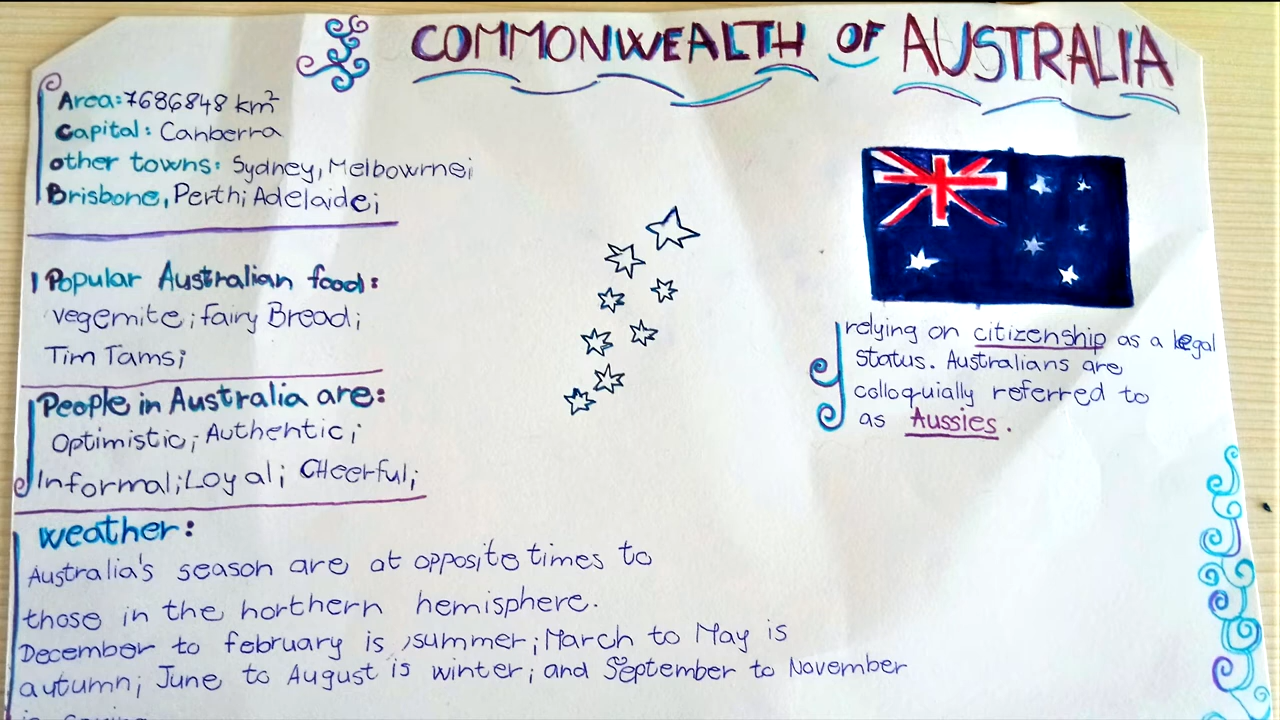 COMMONWEALTH OF AUSTRALIA
Area: 7686848 km²
Capital: Canberra
other towns: Sydney, Melbowrne;
Brisbone, Perth; Adelaide;
Popular Australian food:
vegemite; fairy Bread;
Tim Tams;
People in Australia are:
Optimistic; Authentic;
Informal; Loyal; CHeerful;
weather:
Australia's season are at opposite times to
those in the horthern hemisphere.
December to february is summer; March to May is
autumn; June to August is winter; and September to November
relying on citizenship as a legal
status. Australians are
colloquially referred to
as Aussies.